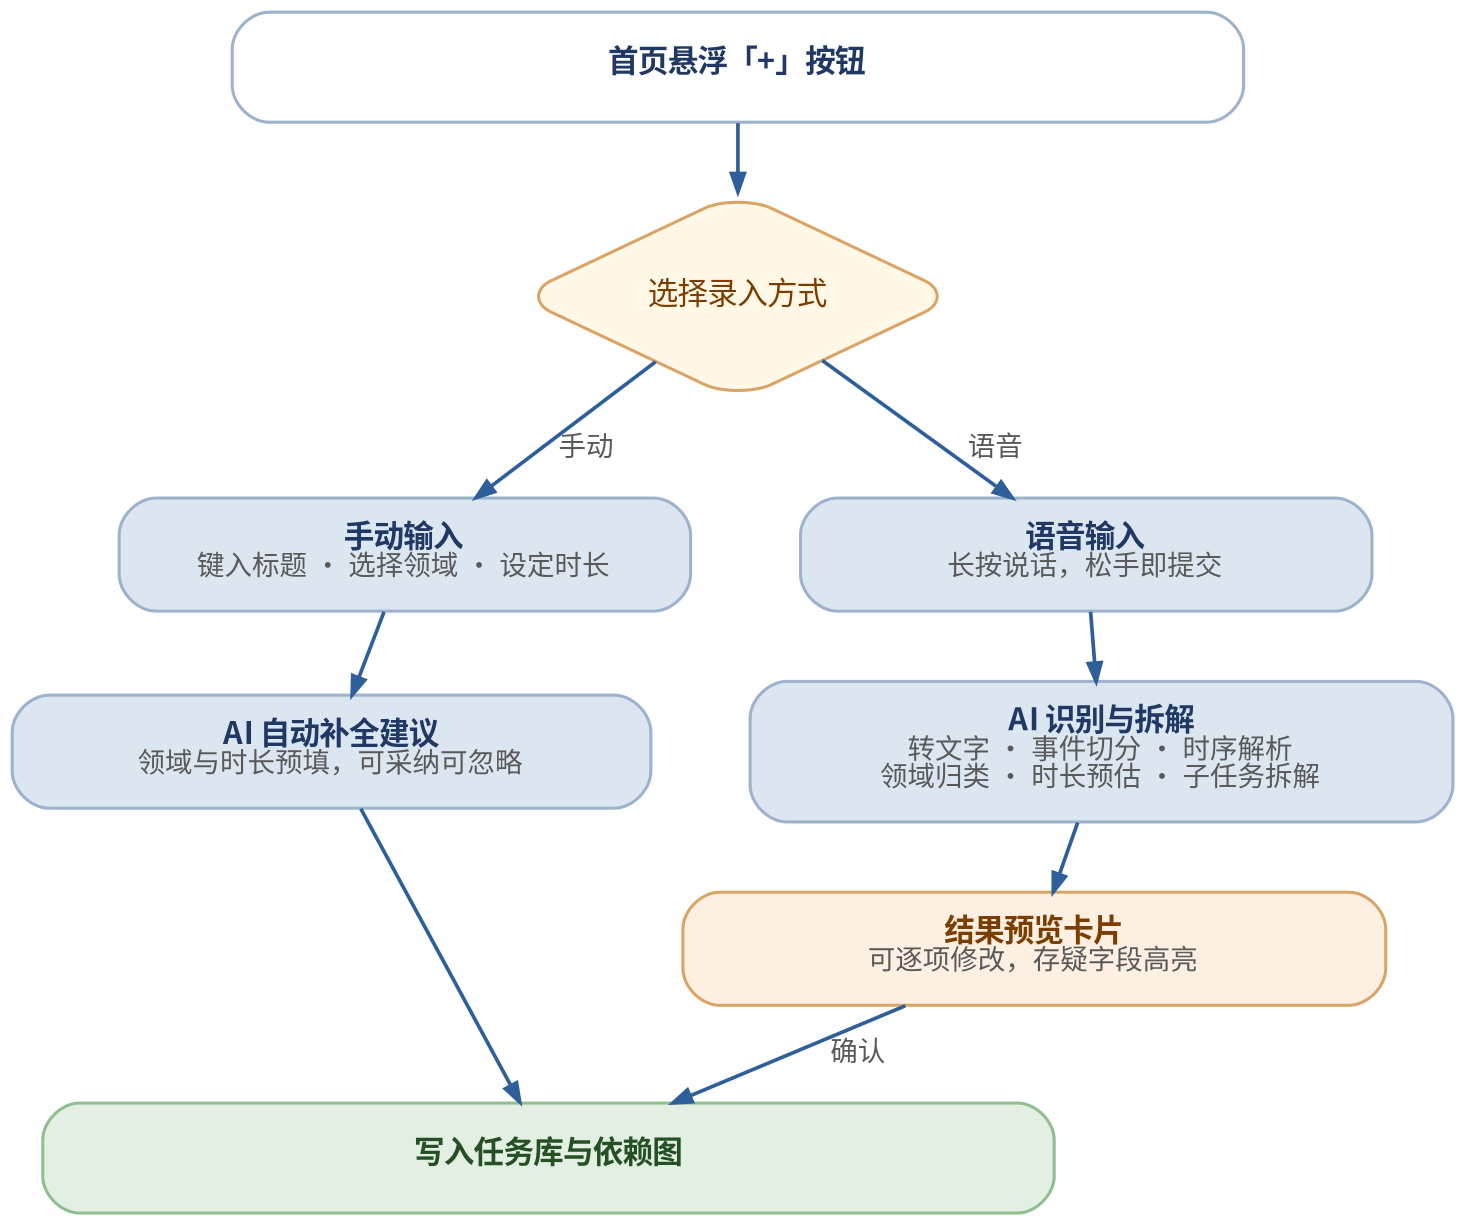 首页悬浮「+」按钮
选择录入方式
手动
语音
手动输入
键入标题 · 选择领域 · 设定时长
语音输入
长按说话，松手即提交
AI 自动补全建议
领域与时长预填，可采纳可忽略
AI 识别与拆解
转文字 · 事件切分 · 时序解析
领域归类 · 时长预估 · 子任务拆解
结果预览卡片
可逐项修改，存疑字段高亮
确认
写入任务库与依赖图